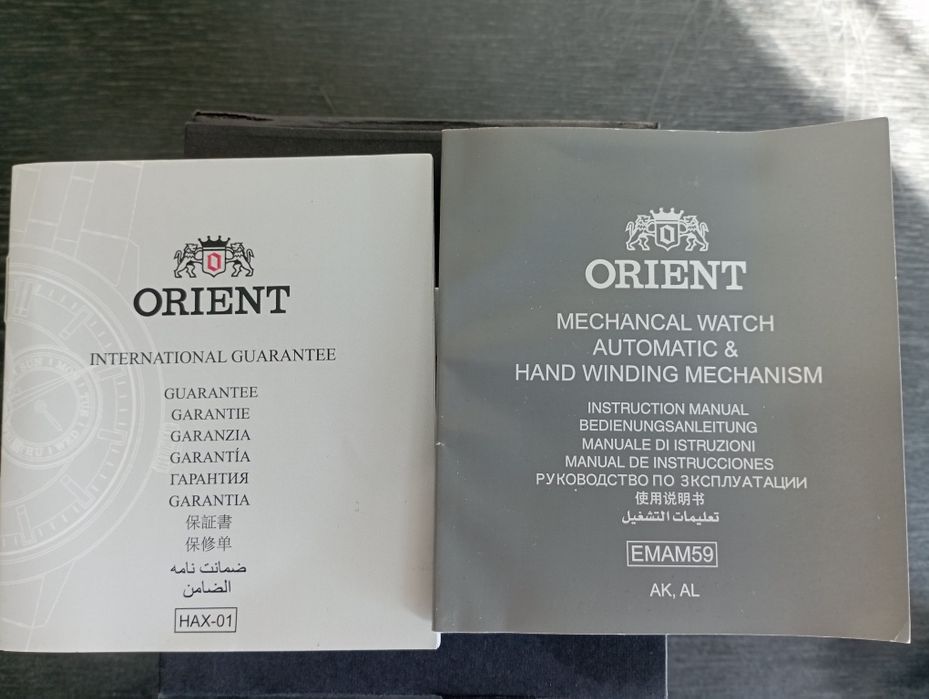 ORIENT
INTERNATIONAL GUARANTEE
GUARANTEE
GARANTIE
GARANZIA
GARANTÍA
ГАРАНТИЯ
GARANTIA
保証書
保修单
ضمانت نامه
الضامن
HAX-01
ORIENT
MECHANCAL WATCH
AUTOMATIC &
HAND WINDING MECHANISM
INSTRUCTION MANUAL
BEDIENUNGSANLEITUNG
MANUALE DI ISTRUZIONI
MANUAL DE INSTRUCCIONES
РУКОВОДСТВО ПО ЗКСПЛУАТАЦИИ
使用说明书
تعليمات التشغيل
EMAM59
AK, AL